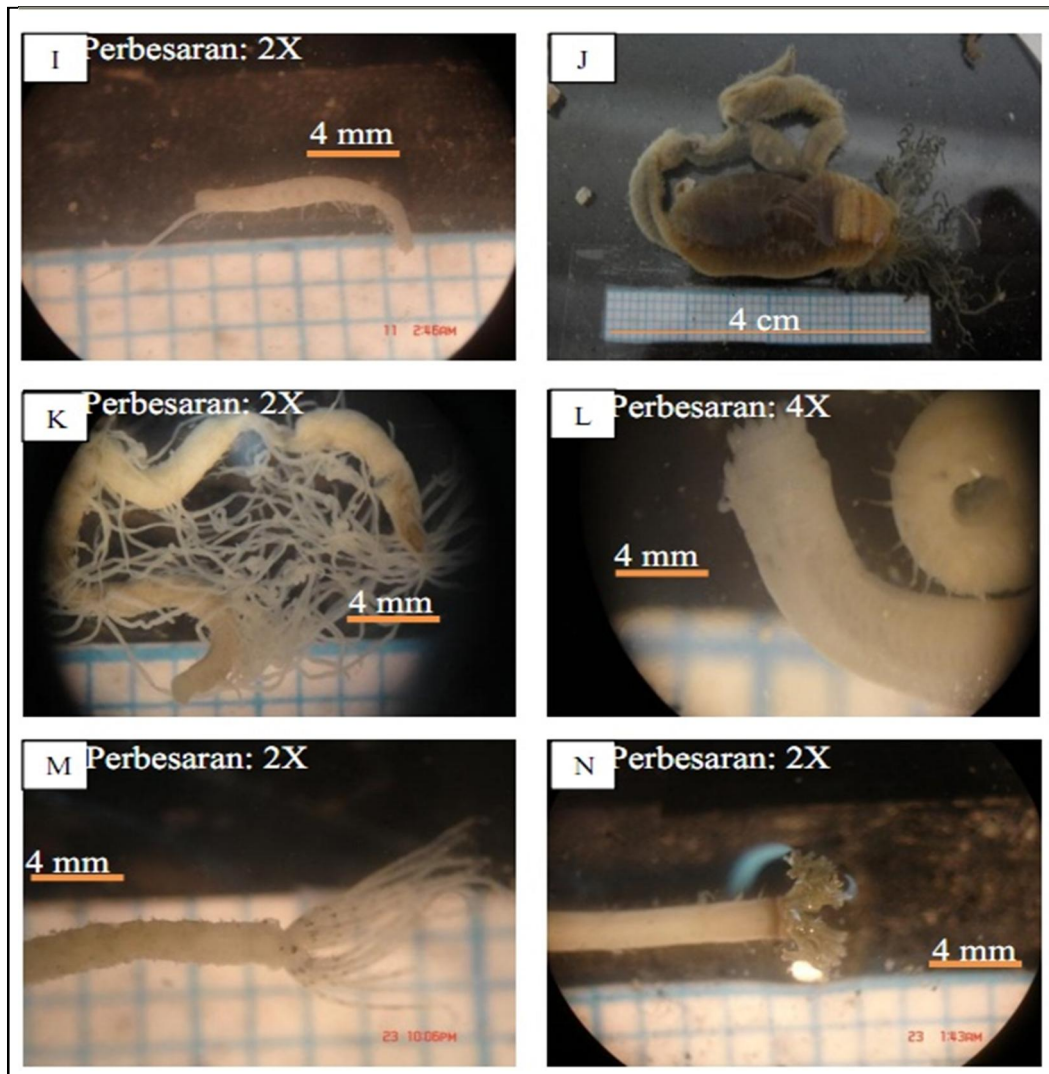 I
Perbesaran: 2X
4 mm
11 2:46AM
J
4 cm
K
Perbesaran: 2X
4 mm
L
Perbesaran: 4X
4 mm
M
Perbesaran: 2X
4 mm
23 10:06PM
N
Perbesaran: 2X
4 mm
23 1:43AM